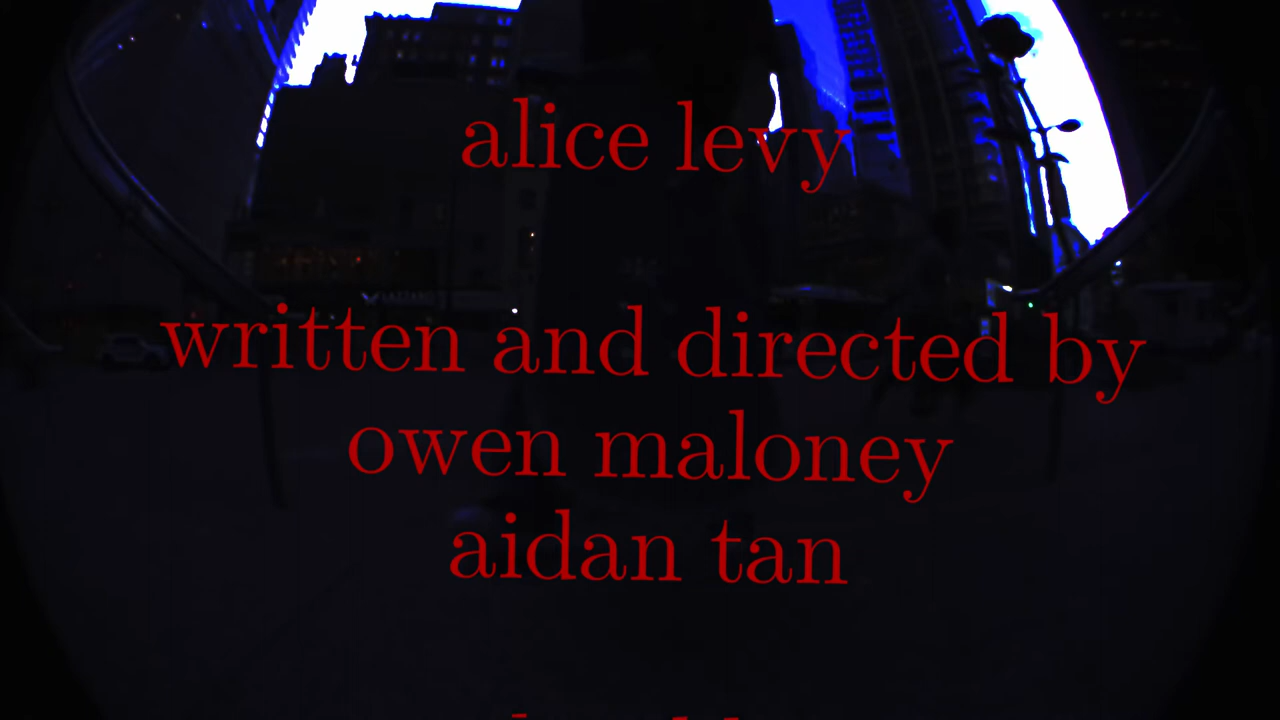 alice levy
written and directed by
owen maloney
aidan tan